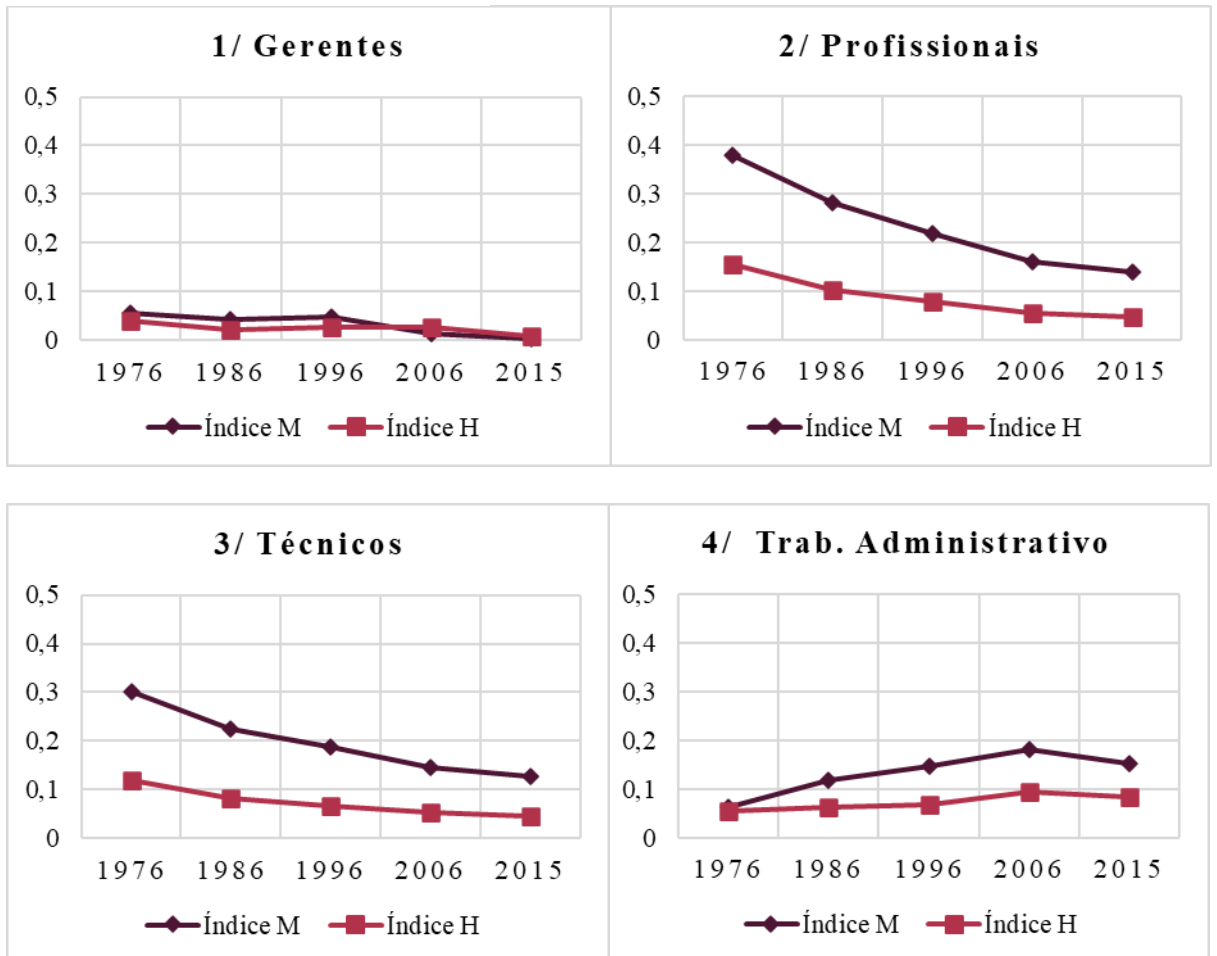 1/ Gerentes
0,5
0,4
0,3
0,2
0,1
0
1976 1986 1996 2006 2015
Índice M Índice H
2/ Profissionais
0,5
0,4
0,3
0,2
0,1
0
1976 1986 1996 2006 2015
Índice M Índice H
3/ Técnicos
0,5
0,4
0,3
0,2
0,1
0
1976 1986 1996 2006 2015
Índice M Índice H
4/ Trab. Administrativo
0,5
0,4
0,3
0,2
0,1
0
1976 1986 1996 2006 2015
Índice M Índice H